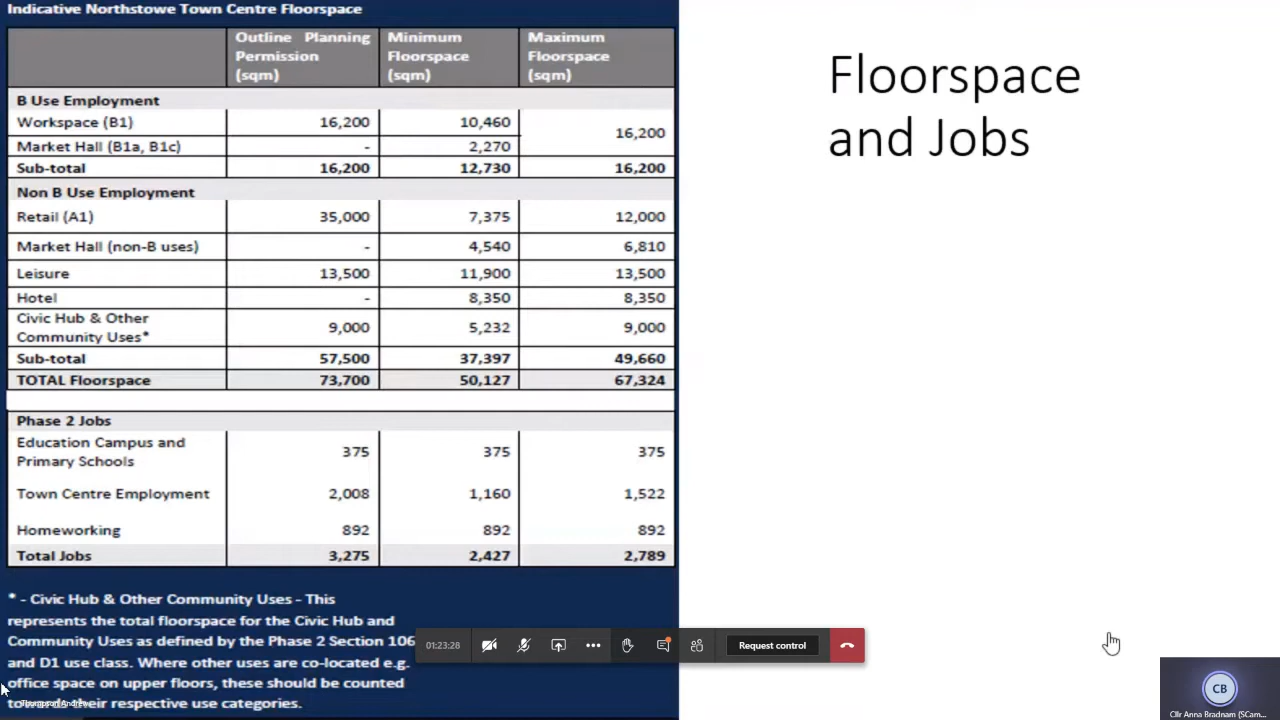 Indicative Northstowe Town Centre Floorspace
Outline Planning Permission (sqm) Minimum Floorspace (sqm) Maximum Floorspace (sqm)
B Use Employment
Workspace (B1) 16,200 10,460 16,200
Market Hall (B1a, B1c) - 2,270
Sub-total 16,200 12,730 16,200
Non B Use Employment
Retail (A1) 35,000 7,375 12,000
Market Hall (non-B uses) - 4,540 6,810
Leisure 13,500 11,900 13,500
Hotel - 8,350 8,350
Civic Hub & Other
Community Uses* 9,000 5,232 9,000
Sub-total 57,500 37,397 49,660
TOTAL Floorspace 73,700 50,127 67,324
Phase 2 Jobs
Education Campus and
Primary Schools 375 375 375
Town Centre Employment 2,008 1,160 1,522
Homeworking 892 892 892
Total Jobs 3,275 2,427 2,789
* - Civic Hub & Other Community Uses - This
represents the total floorspace for the Civic Hub and
Community Uses as defined by the Phase 2 Section 106
and D1 use class. Where other uses are co-located e.g.
office space on upper floors, these should be counted
their respective use categories.
Floorspace
and Jobs
01:23:28
Request control
CB
Cllr Anna Bradnam (SCam...